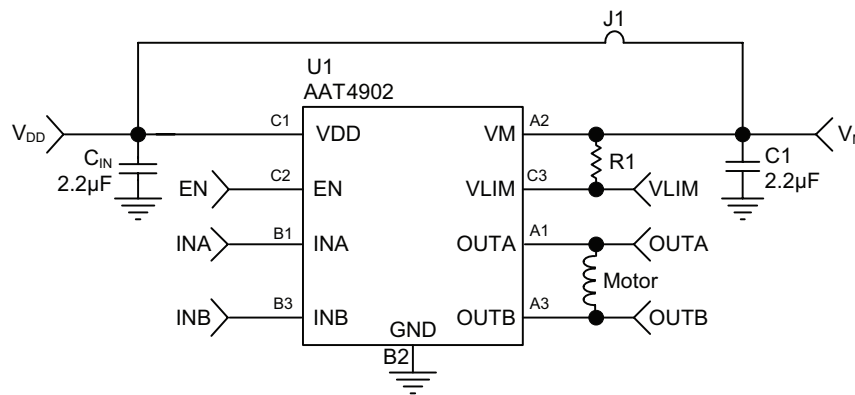 J1
U1
AAT4902
VDD
C1
VDD
VM
A2
CIN
2.2µF
R1
C1
2.2µF
EN
C2
EN
VLIM
C3
VLIM
INA
B1
INA
OUTA
A1
OUTA
Motor
INB
B3
INB
OUTB
A3
OUTB
GND
B2